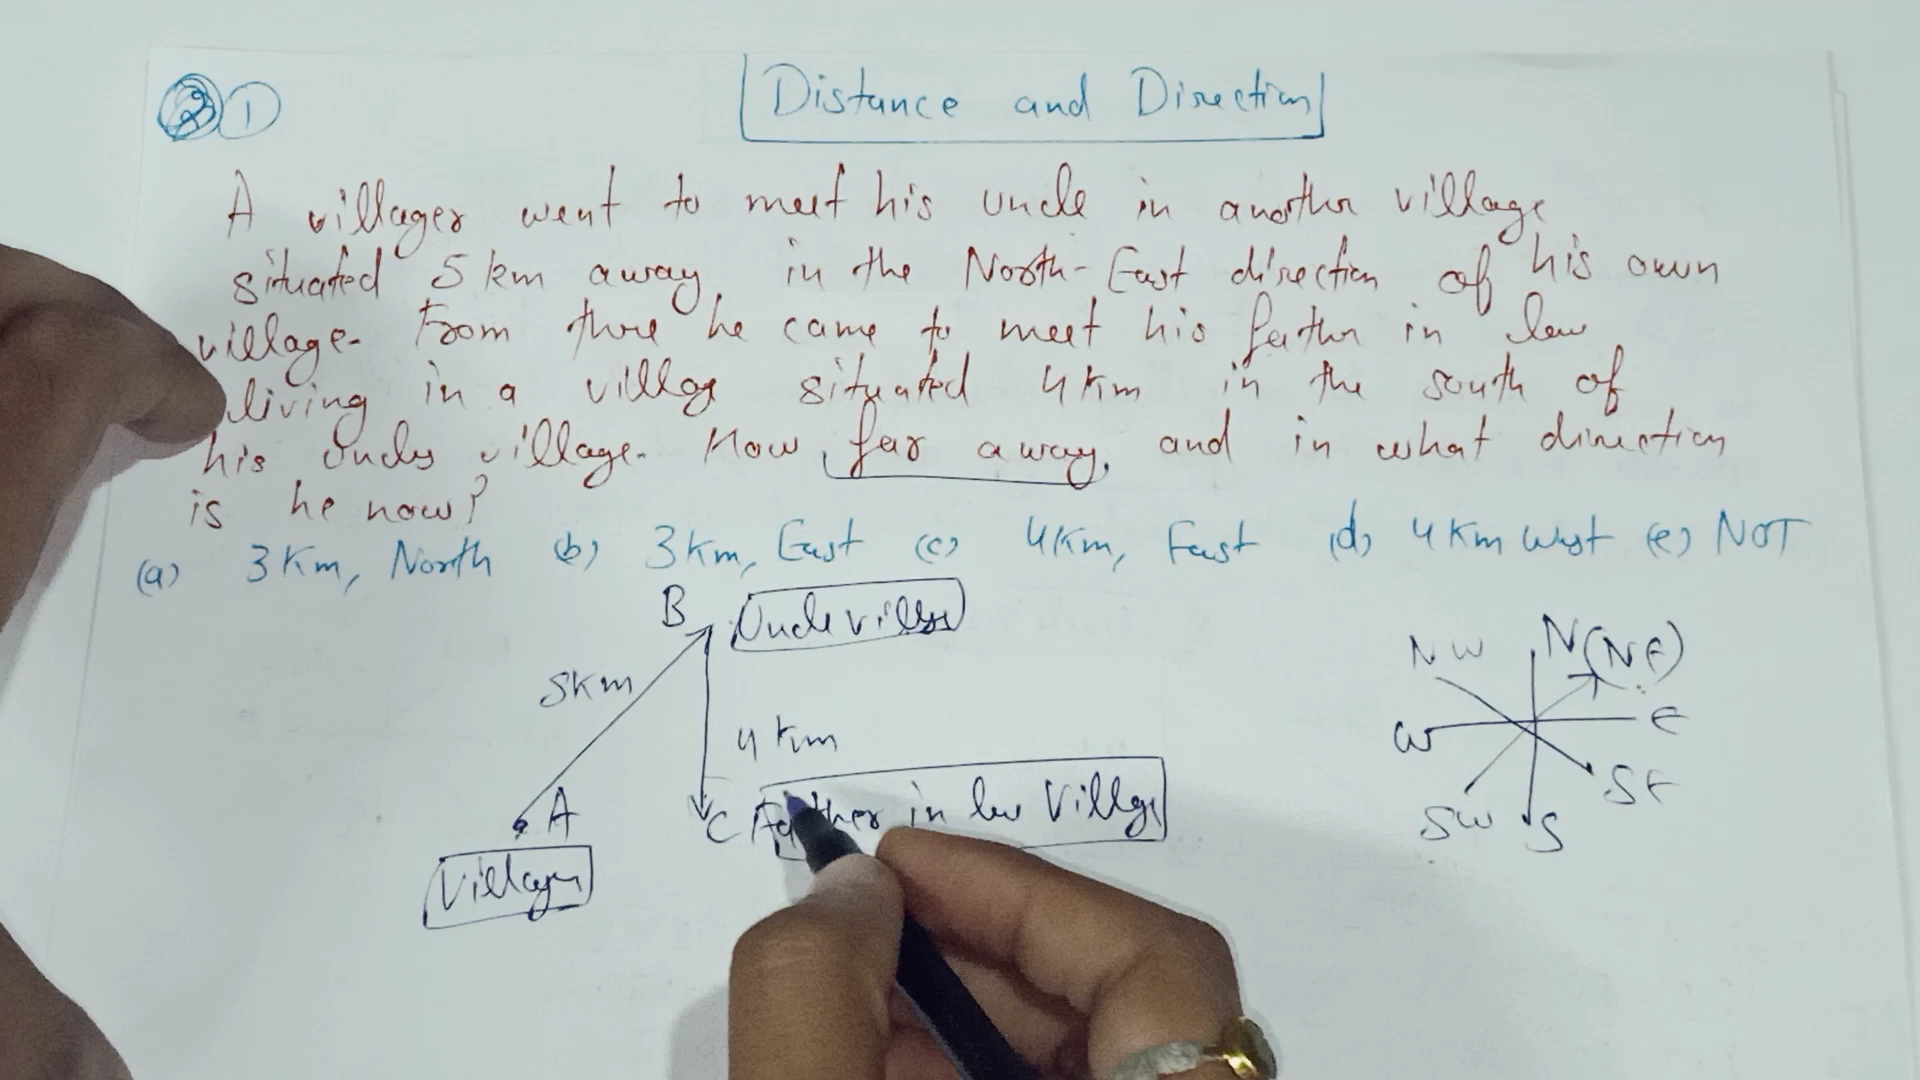 2 1
Distance and Direction
A villager went to meet his uncle in another village
situated 5 km away in the North-East direction of his own
village. From there he came to meet his father in law
living in a village situated 4 km in the south of
his village. How far away, and in what direction
is he now?
(a) 3 Km, North (b) 3 Km, East (c) 4 Km, East (d) 4 Km West (e) NOT
B Uncle village
5km
4 Km
A
C Father in law Village
Village
NW N (NE)
W E
SW S SE